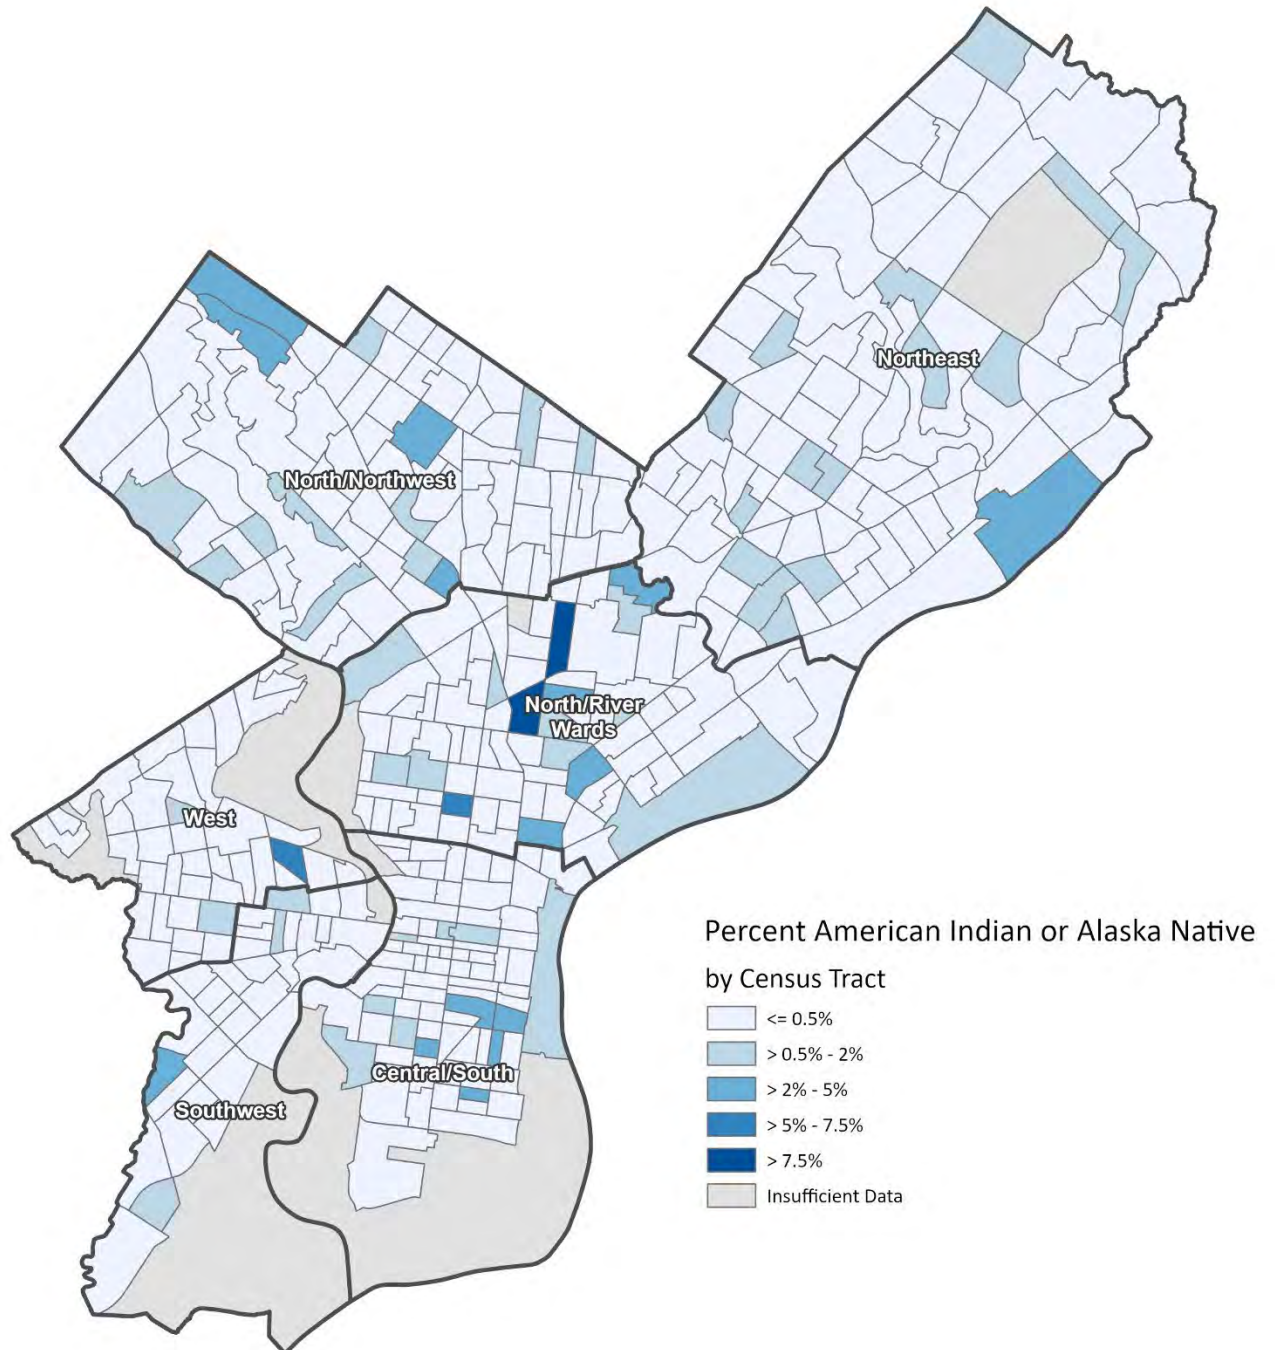 Northeast
North/Northwest
North/River
Wards
West
Central/South
Southwest
Percent American Indian or Alaska Native
by Census Tract
<= 0.5%
> 0.5% - 2%
> 2% - 5%
> 5% - 7.5%
> 7.5%
Insufficient Data